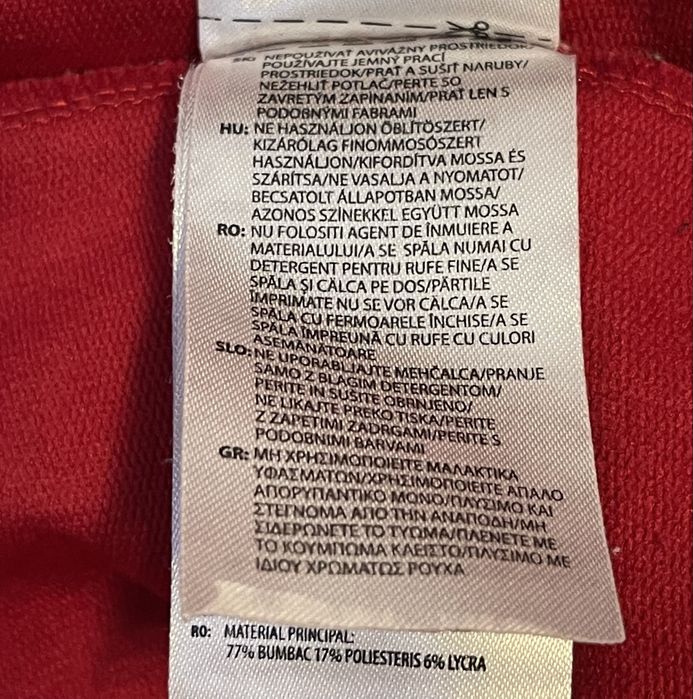 SK: NEPOUŽÍVAŤ AVIVÁŽNY PROSTRIEDOK/
POUŽÍVAJTE JEMNÝ PRACÍ
PROSTRIEDOK/PRAŤ A SUŠIŤ NARUBY/
NEŽEHLIŤ POTLAČ/PERTE SO
ZAVRETÝM ZAPÍNANÍM/PRAŤ LEN S
PODOBNÝMI FABRAMI
HU: NE HASZNÁLJON ÖBLÍTŐSZERT/
KIZÁRÓLAG FINOMMOSÓSZERT
HASZNÁLJON/KIFORDÍTVA MOSSA ÉS
SZÁRÍTSA/NE VASALJA A NYOMATOT/
BECSATOLT ÁLLAPOTBAN MOSSA/
AZONOS SZÍNEKKEL EGYÜTT MOSSA
RO: NU FOLOSITI AGENT DE ÎNMUIERE A
MATERIALULUI/A SE SPĂLA NUMAI CU
DETERGENT PENTRU RUFE FINE/A SE
SPĂLA ȘI CĂLCA PE DOS/PĂRTILE
ÎMPRIMATE NU SE VOR CĂLCA/A SE
SPĂLA CU FERMOARELE ÎNCHISE/A SE
SPĂLA ÎMPREUNĂ CU RUFE CU CULORI
ASEMĂNĂTOARE
SLO: NE UPORABLJAJTE MEHČALCA/PRANJE
SAMO Z BLAGIM DETERGENTOM/
PERITE IN SUŠITE OBRNJENO/
NE LIKAJTE PREKO TISKA/PERITE
Z ZAPETIMI ZADRGAMI/PERITE S
PODOBNIMI BARVAMI
GR: ΜΗ ΧΡΗΣΙΜΟΠΟΙΕΙΤΕ ΜΑΛΑΚΤΙΚΑ
ΥΦΑΣΜΑΤΩΝ/ΧΡΗΣΙΜΟΠΟΙΕΙΤΕ ΑΠΑΛΟ
ΑΠΟΡΥΠΑΝΤΙΚΟ ΜΟΝΟ/ΠΛΥΣΙΜΟ ΚΑΙ
ΣΤΕΓΝΩΜΑ ΑΠΟ ΤΗΝ ΑΝΑΠΟΔΗ/ΜΗ
ΣΙΔΕΡΩΝΕΤΕ ΤΟ ΤΥΩΜΑ/ΠΛΕΝΕΤΕ ΜΕ
ΤΟ ΚΟΥΜΠΩΜΑ ΚΛΕΙΣΤΟ/ΠΛΥΣΙΜΟ ΜΕ
ΙΔΙΟΥ ΧΡΩΜΑΤΟΣ ΡΟΥΧΑ
RO: MATERIAL PRINCIPAL:
77% BUMBAC 17% POLIESTERIS 6% LYCRA